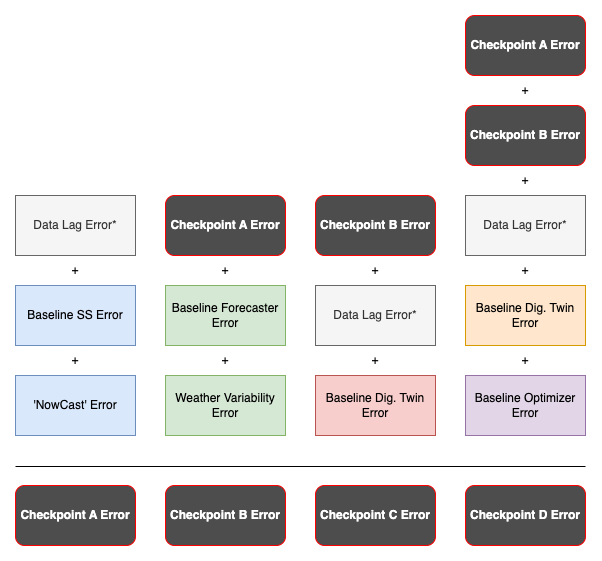 Checkpoint A Error
+
Checkpoint B Error
+
Data Lag Error*
Checkpoint A Error
Checkpoint B Error
Data Lag Error*
+
+
+
+
Baseline SS Error
Baseline Forecaster
Error
Data Lag Error*
Baseline Dig. Twin
Error
+
+
+
+
'NowCast' Error
Weather Variability
Error
Baseline Dig. Twin
Error
Baseline Optimizer
Error
Checkpoint A Error
Checkpoint B Error
Checkpoint C Error
Checkpoint D Error